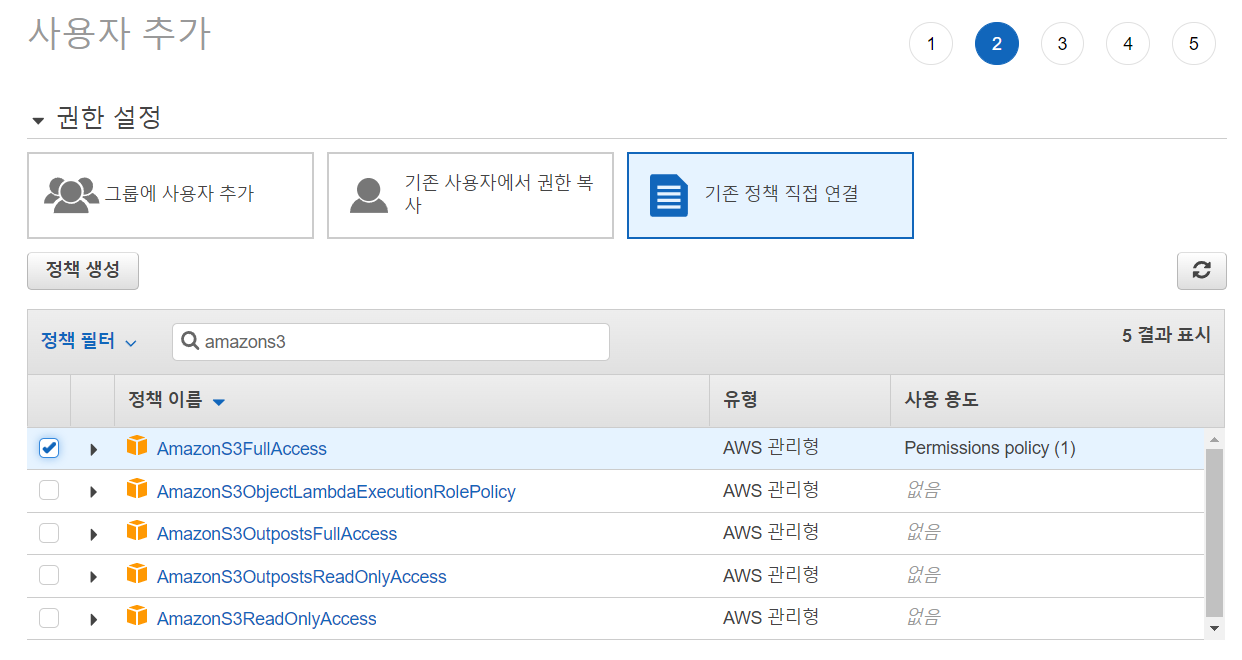 사용자 추가
1 2 3 4 5
권한 설정
그룹에 사용자 추가
기존 사용자에서 권한 복
사
기존 정책 직접 연결
정책 생성
정책 필터 amazons3 5 결과 표시
정책 이름 유형 사용 용도
AmazonS3FullAccess AWS 관리형 Permissions policy (1)
AmazonS3ObjectLambdaExecutionRolePolicy AWS 관리형 없음
AmazonS3OutpostsFullAccess AWS 관리형 없음
AmazonS3OutpostsReadOnlyAccess AWS 관리형 없음
AmazonS3ReadOnlyAccess AWS 관리형 없음